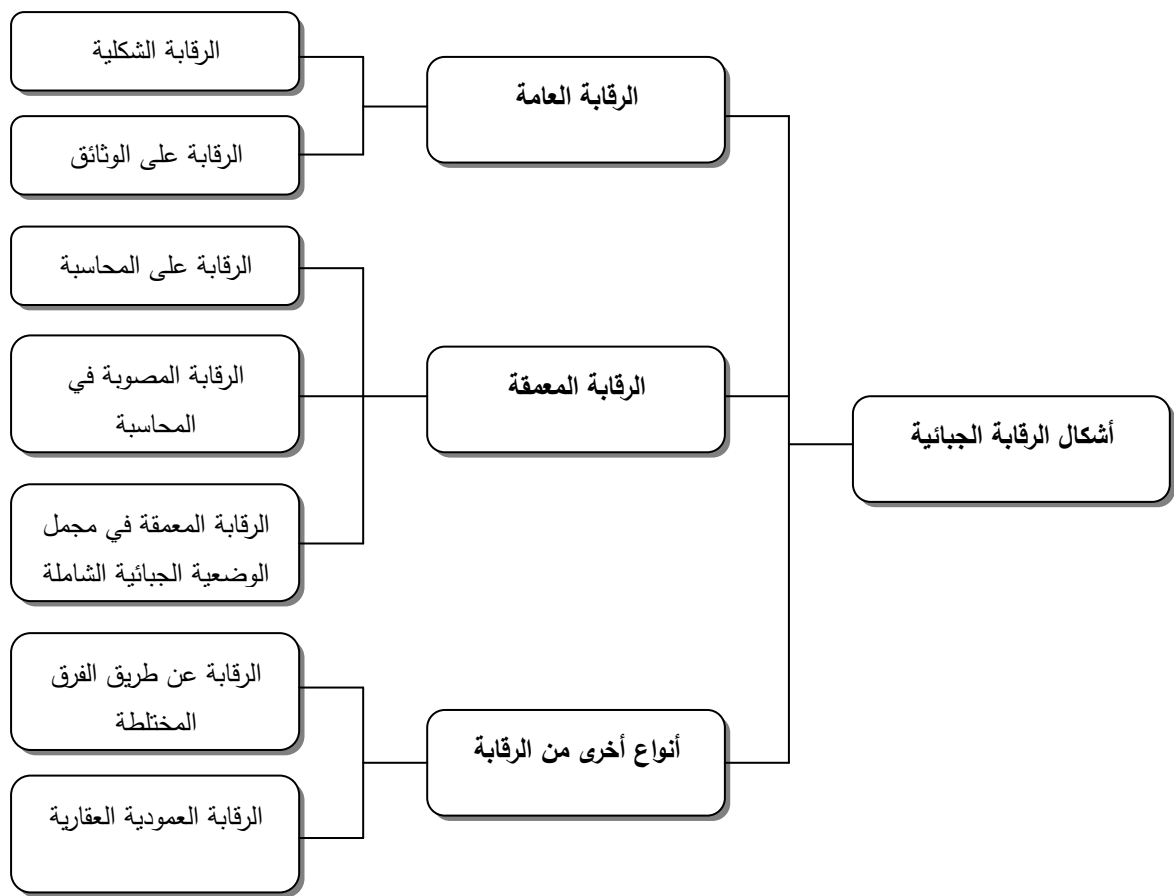 أشكال الرقابة الجبائية
الرقابة العامة
الرقابة الشكلية
الرقابة على الوثائق
الرقابة المعمقة
الرقابة على المحاسبة
الرقابة المصوبة في
المحاسبة
الرقابة المعمقة في مجمل
الوضعية الجبائية الشاملة
أنواع أخرى من الرقابة
الرقابة عن طريق الفرق
المختلطة
الرقابة العمودية العقارية